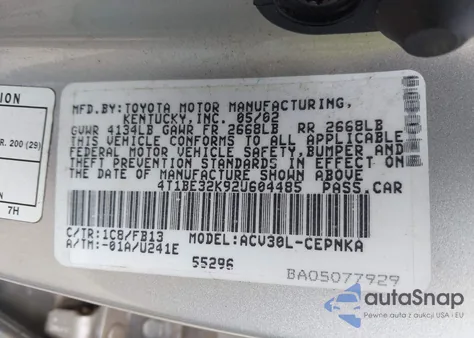 ION
R. 200 (29)
7H
MFD.BY:TOYOTA MOTOR MANUFACTURING,
KENTUCKY, INC. 05/02
GVWR 4134LB GAWR FR 2668LB RR 2668LB
THIS VEHICLE CONFORMS TO ALL APPLICABLE
FEDERAL MOTOR VEHICLE SAFETY, BUMPER AND
THEFT PREVENTION STANDARDS IN EFFECT ON
THE DATE OF MANUFACTURE SHOWN ABOVE.
4T1BE32K92U604485 PASS.CAR
C/TR:1C8/FB13 MODEL:ACV30L-CEPNKA
A/TM:-01A/U241E
55296
BA05077929
autoSnap
Pewne auta z aukcji USA i EU